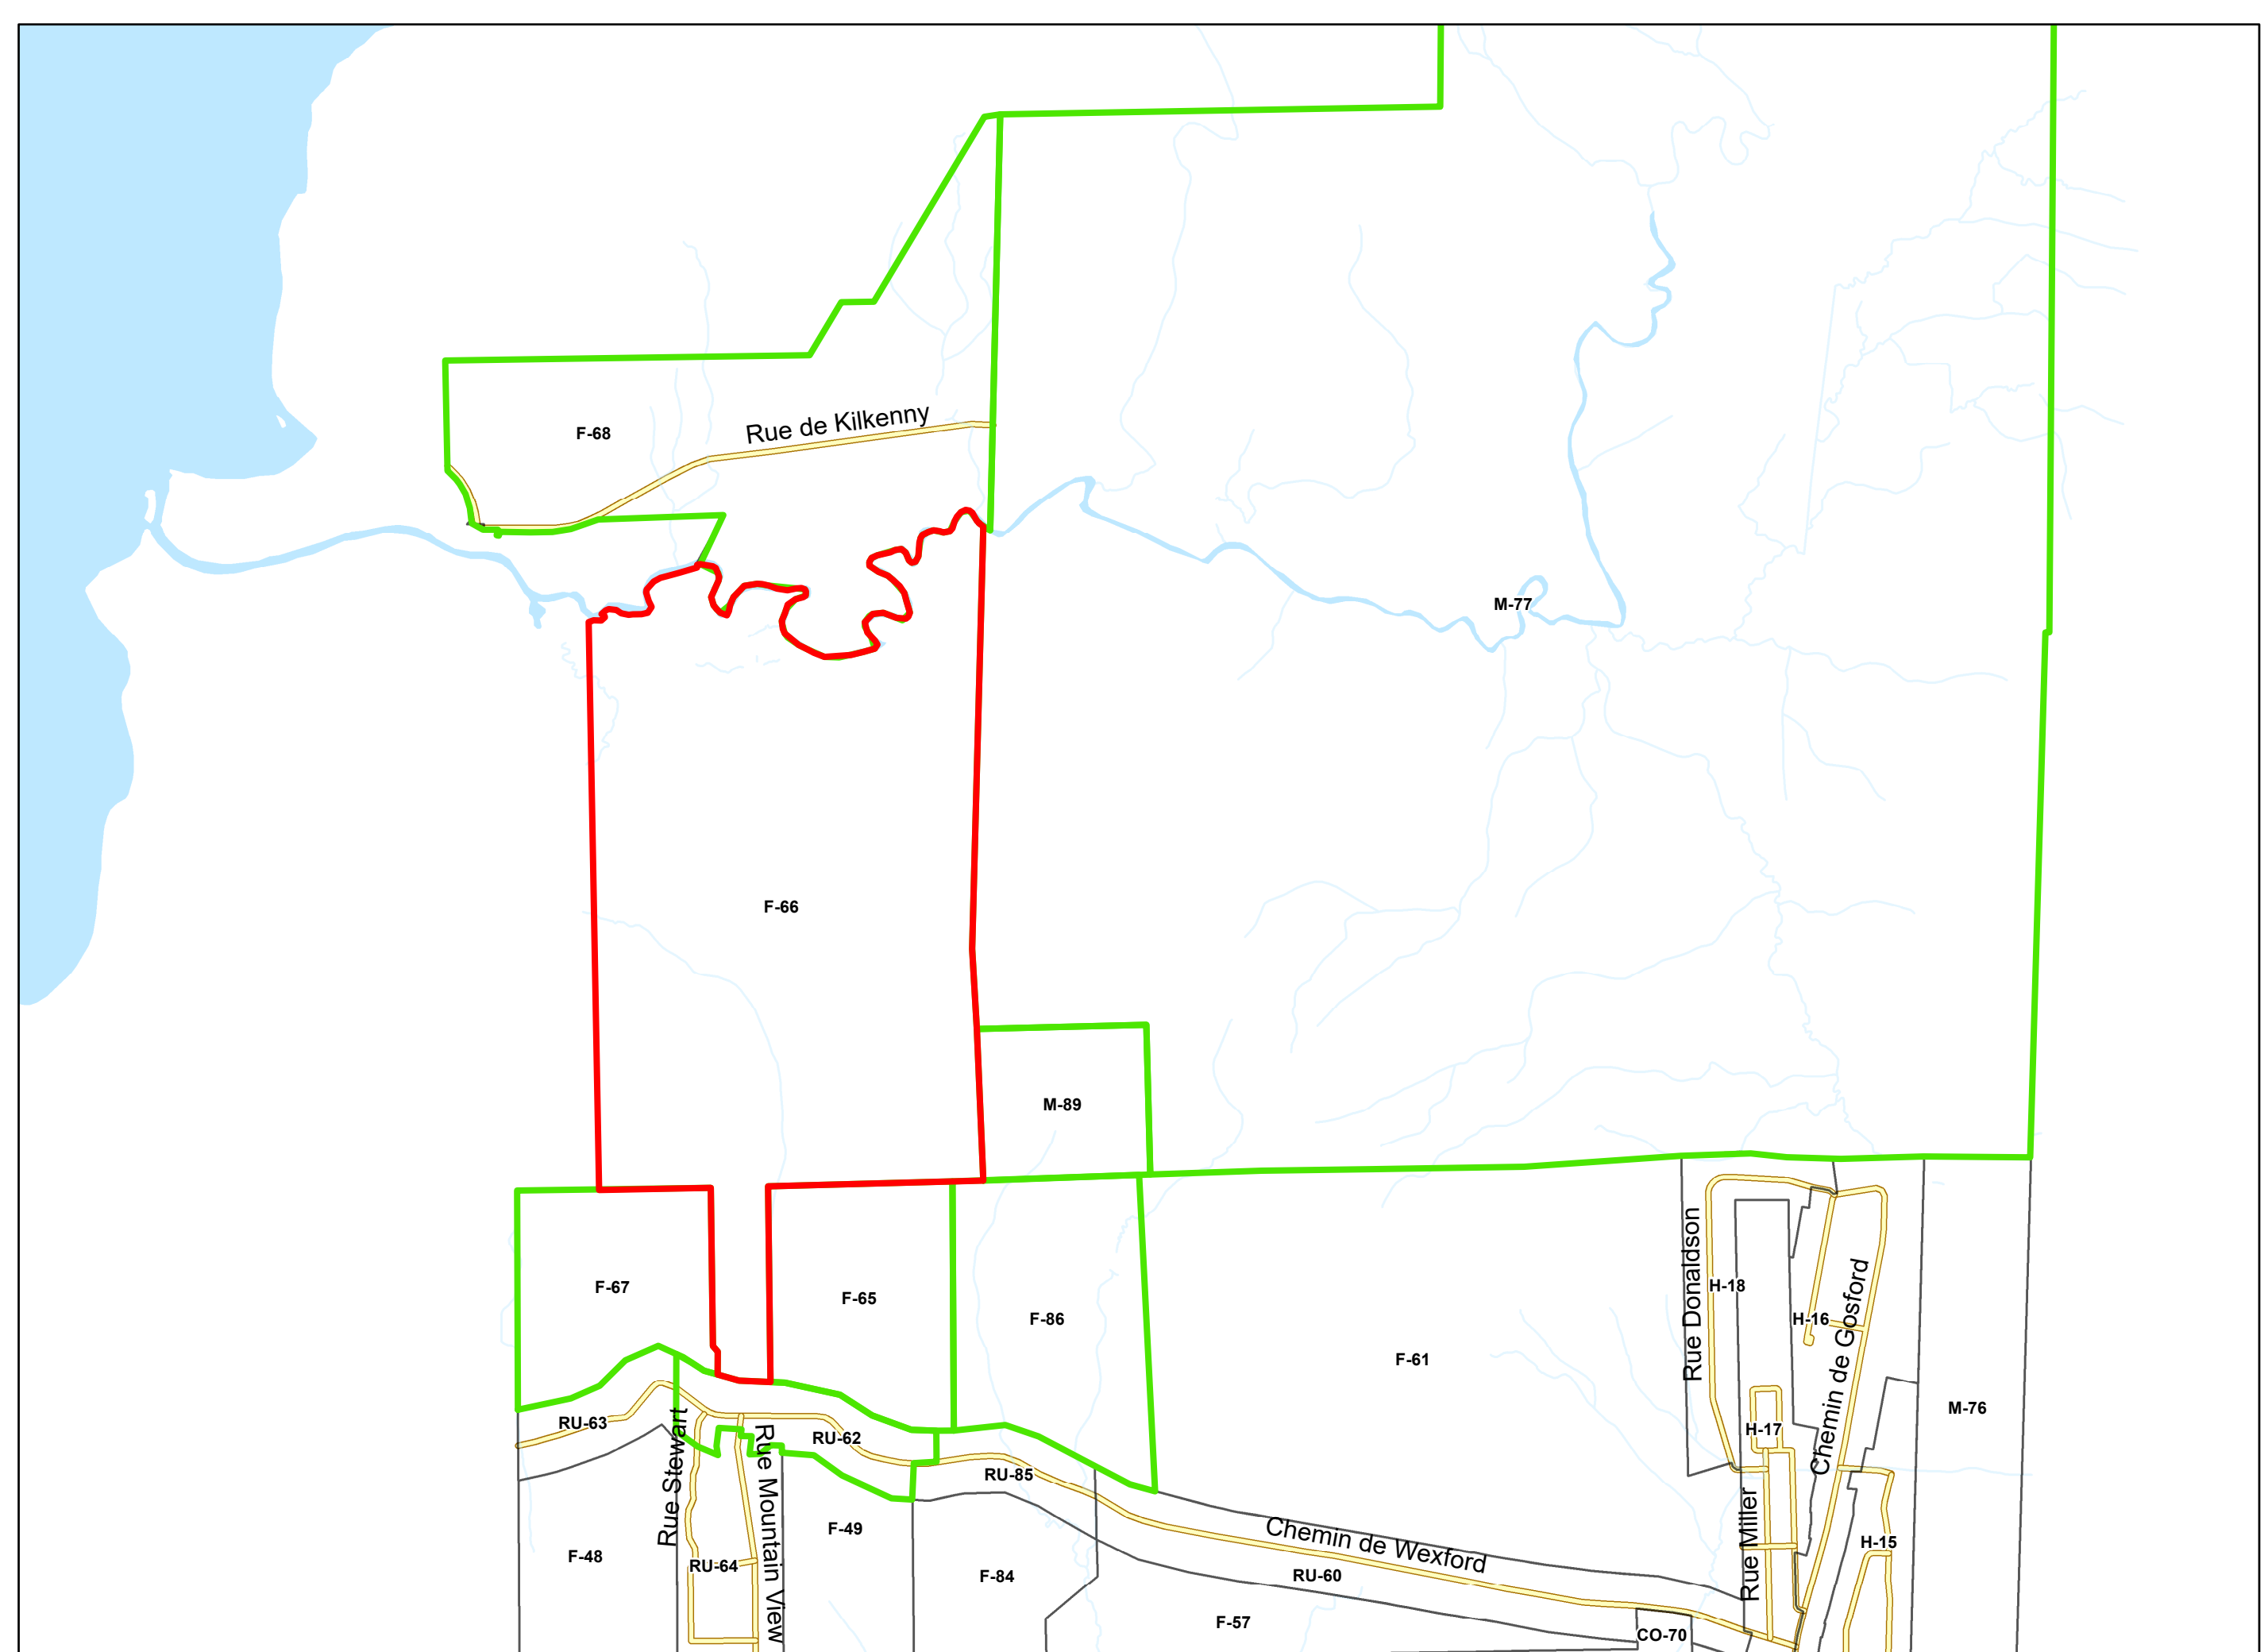 Rue de Kilkenny
F-68
M-77
F-66
M-89
F-67
F-65
F-86
F-61
Rue Donaldson
H-18
H-16
Chemin de Gosford
M-76
RU-63
Rue Stewart
Rue Mountain View
RU-62
H-17
RU-85
F-49
F-48
RU-64
F-84
Chemin de Wexford
RU-60
Rue Miller
H-15
F-57
CO-70